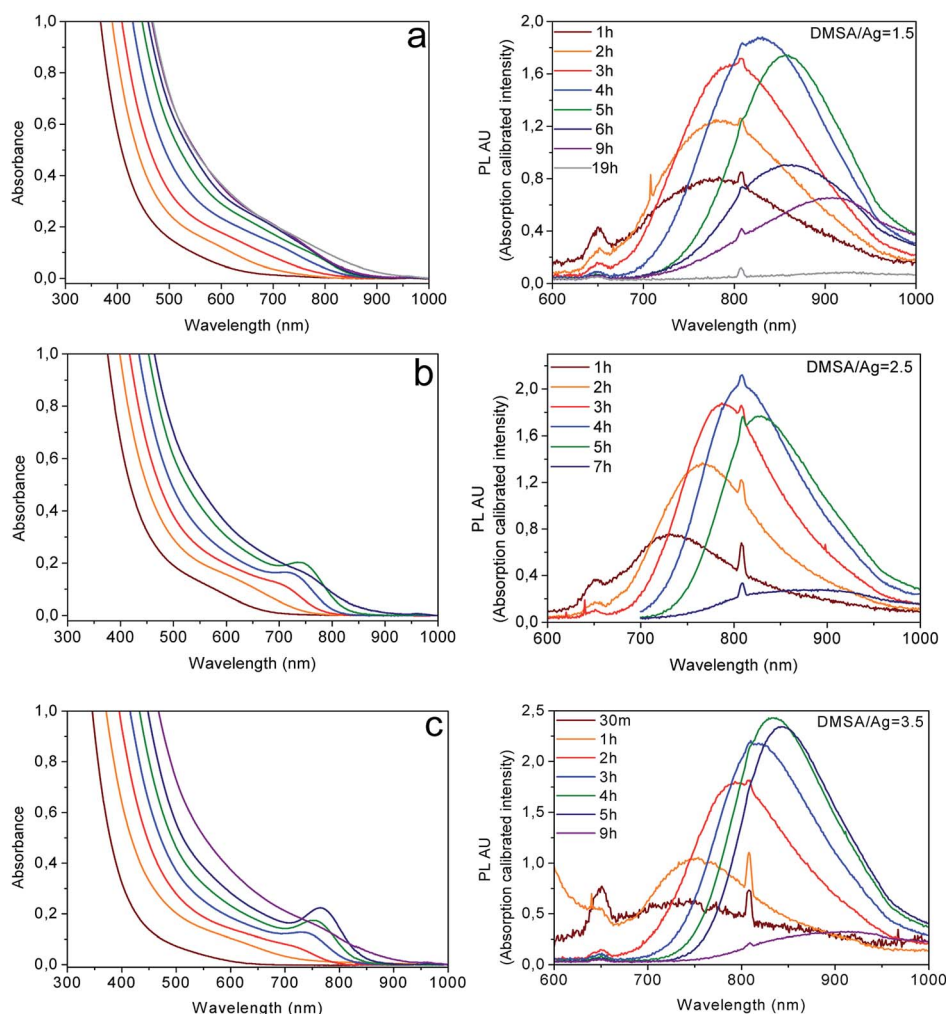 a
1,0
0,8
0,6
0,4
0,2
0,0
Absorbance
300 400 500 600 700 800 900 1000
Wavelength (nm)
DMSA/Ag=1.5
1h
2h
3h
4h
5h
6h
9h
19h
2,0
1,6
1,2
0,8
0,4
0,0
PL AU
(Absorption calibrated intensity)
600 700 800 900 1000
Wavelength (nm)
b
1,0
0,8
0,6
0,4
0,2
0,0
Absorbance
300 400 500 600 700 800 900 1000
Wavelength (nm)
DMSA/Ag=2.5
1h
2h
3h
4h
5h
7h
2,0
1,6
1,2
0,8
0,4
0,0
PL AU
(Absorption calibrated intensity)
600 700 800 900 1000
Wavelength (nm)
c
1,0
0,8
0,6
0,4
0,2
0,0
Absorbance
300 400 500 600 700 800 900 1000
Wavelength (nm)
DMSA/Ag=3.5
30m
1h
2h
3h
4h
5h
9h
2,5
2,0
1,5
1,0
0,5
0,0
PL AU
(Absorption calibrated intensity)
600 700 800 900 1000
Wavelength (nm)